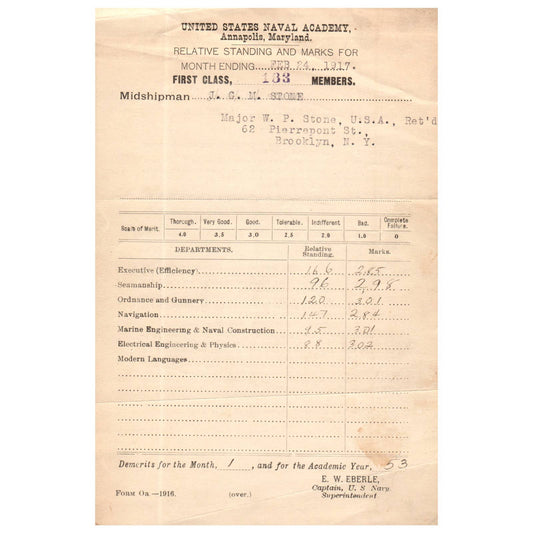 UNITED STATES NAVAL ACADEMY,
Annapolis, Maryland.
RELATIVE STANDING AND MARKS FOR
MONTH ENDING FEB 24, 1917.
FIRST CLASS, 183 MEMBERS.
Midshipman J. C. M. STONE
Major W. P. Stone, U.S.A., Ret'd
62 Pierrepont St.,
Brooklyn, N. Y.
Scale of Merit. Thorough. Very Good. Good. Tolerable. Indifferent Bad. Complete Failure.
4.0 3.5 3.0 2.5 2.0 1.0 0
DEPARTMENTS. Relative Standing. Marks.
Executive (Efficiency) 166 2.85
Seamanship 96 2.98
Ordnance and Gunnery 120 3.01
Navigation 147 2.84
Marine Engineering & Naval Construction 95 3.01
Electrical Engineering & Physics 88 3.02
Modern Languages
Demerits for the Month, 1, and for the Academic Year, 53
E. W. EBERLE,
Captain, U. S. Navy
Superintendent
FORM Oa.—1916. (over.)